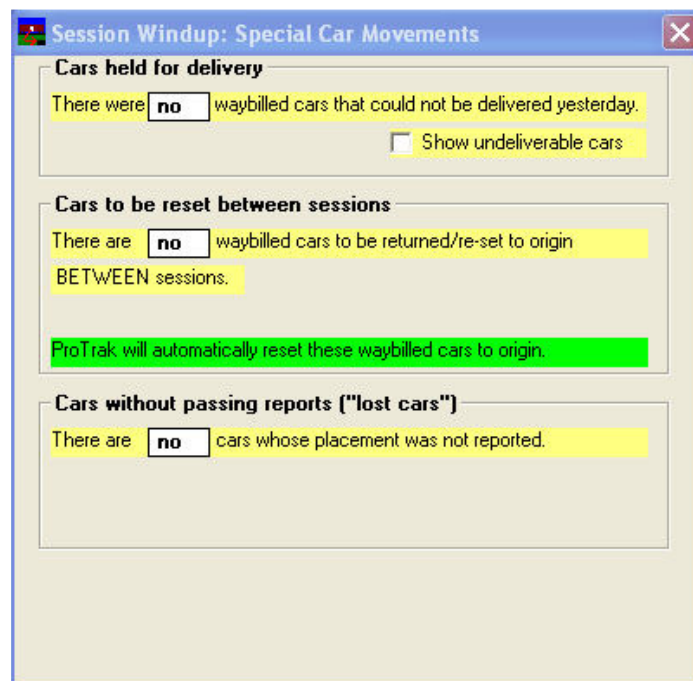 Session Windup: Special Car Movements
Cars held for delivery
There were no waybilled cars that could not be delivered yesterday.
Show undeliverable cars
Cars to be reset between sessions
There are no waybilled cars to be returned/re-set to origin
BETWEEN sessions.
ProTrak will automatically reset these waybilled cars to origin.
Cars without passing reports ("lost cars")
There are no cars whose placement was not reported.